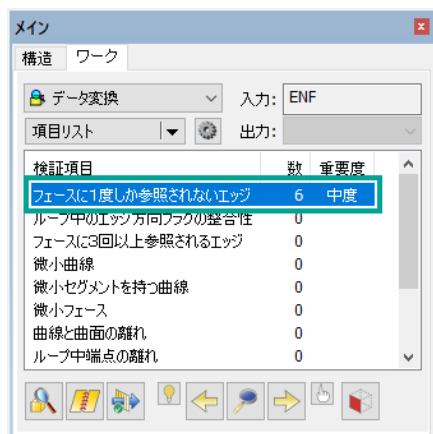 メイン
構造 ワーク
データ変換 入力: ENF
項目リスト 出力:
検証項目 数 重要度
フェースに1度しか参照されないエッジ 6 中度
ループ中のエッジ方向フラグの整合性 0
フェースに3回以上参照されるエッジ 0
微小曲線 0
微小セグメントを持つ曲線 0
微小フェース 0
曲線と曲面の離れ 0
ループ中端点の離れ 0